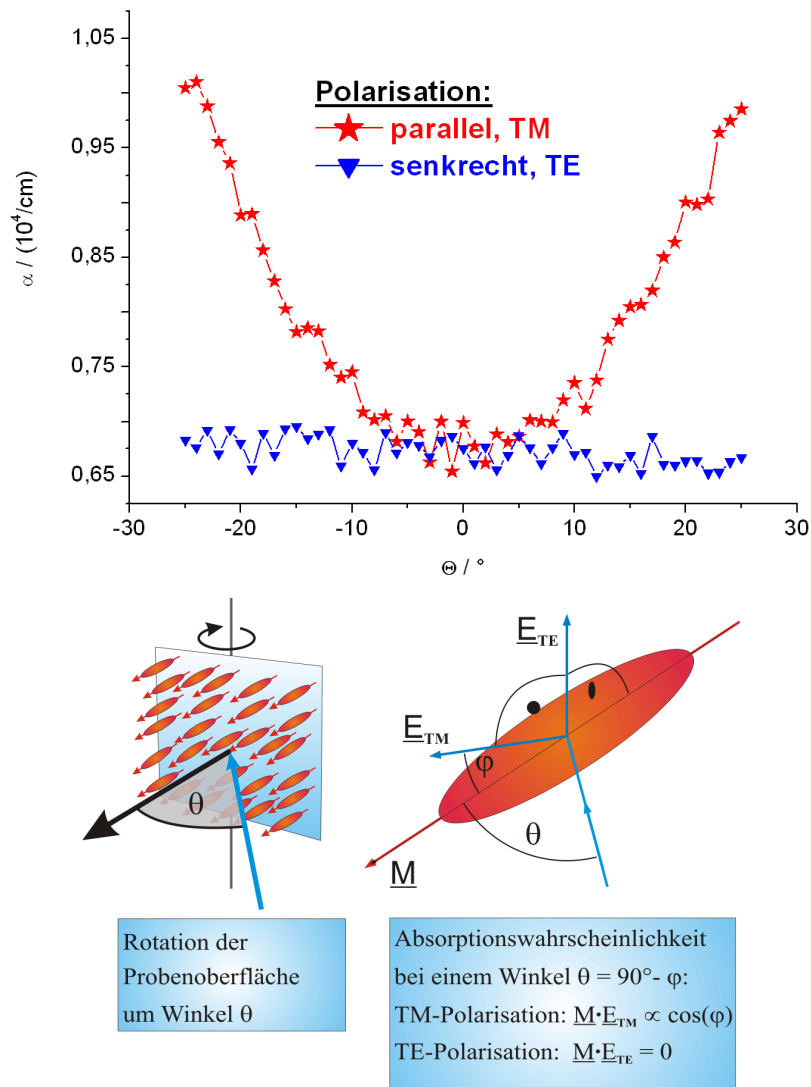 1,05
0,95
0,85
0,75
0,65
α / (10⁴/cm)
Polarisation:
parallel, TM
senkrecht, TE
-30 -20 -10 0 10 20 30
Θ / °
θ
E_TE
E_TM
φ
θ
M
Rotation der
Probenoberfläche
um Winkel θ
Absorptionswahrscheinlichkeit
bei einem Winkel θ = 90°- φ:
TM-Polarisation: M·E_TM ∝ cos(φ)
TE-Polarisation: M·E_TE = 0